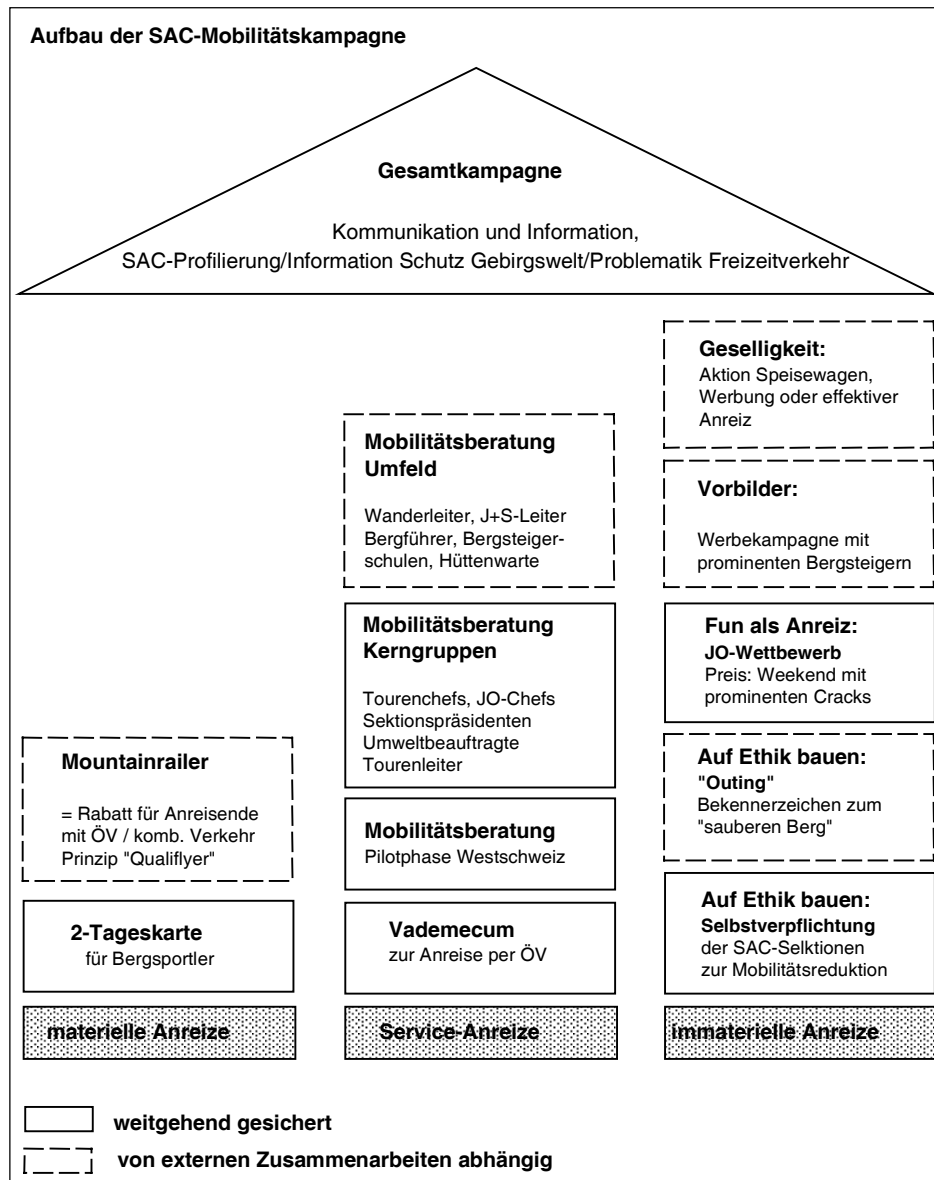 Aufbau der SAC-Mobilitätskampagne
Gesamtkampagne
Kommunikation und Information,
SAC-Profilierung/Information Schutz Gebirgswelt/Problematik Freizeitverkehr
Mountainrailer
= Rabatt für Anreisende
mit ÖV / komb. Verkehr
Prinzip "Qualiflyer"
2-Tageskarte
für Bergsportler
materielle Anreize
Mobilitätsberatung
Umfeld
Wanderleiter, J+S-Leiter
Bergführer, Bergsteiger-
schulen, Hüttenwarte
Mobilitätsberatung
Kerngruppen
Tourenchefs, JO-Chefs
Sektionspräsidenten
Umweltbeauftragte
Tourenleiter
Mobilitätsberatung
Pilotphase Westschweiz
Vademecum
zur Anreise per ÖV
Service-Anreize
Geselligkeit:
Aktion Speisewagen,
Werbung oder effektiver
Anreiz
Vorbilder:
Werbekampagne mit
prominenten Bergsteigern
Fun als Anreiz:
JO-Wettbewerb
Preis: Weekend mit
prominenten Cracks
Auf Ethik bauen:
"Outing"
Bekennerzeichen zum
"sauberen Berg"
Auf Ethik bauen:
Selbstverpflichtung
der SAC-Selktionen
zur Mobilitätsreduktion
immaterielle Anreize
weitgehend gesichert
von externen Zusammenarbeiten abhängig